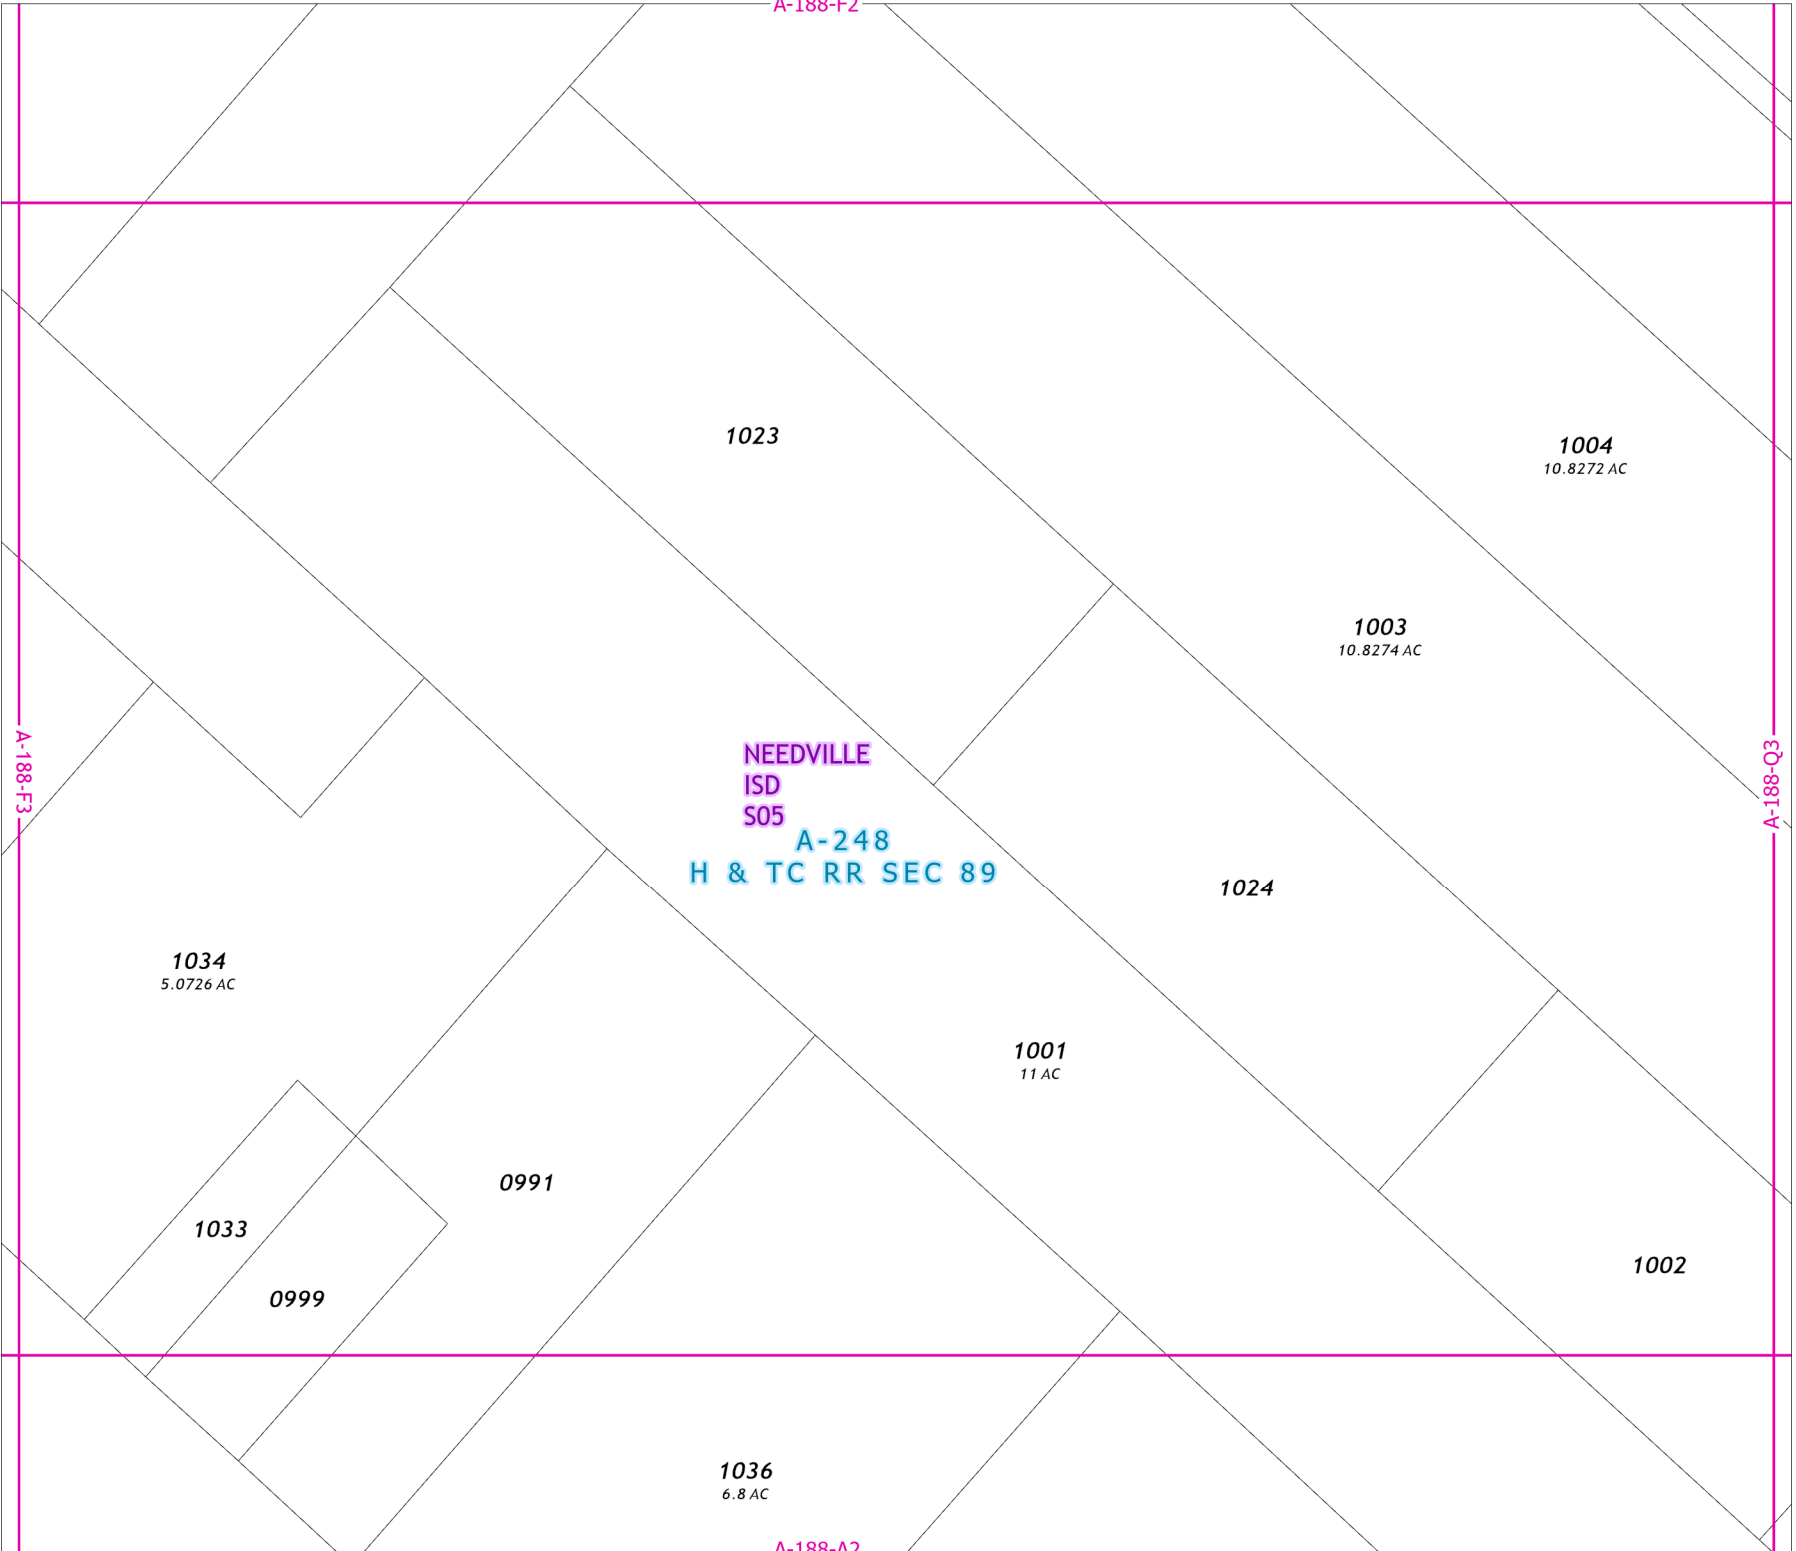 A-188-F2
1023
1004
10.8272 AC
1003
10.8274 AC
A-188-F3
A-188-Q3
NEEDVILLE
ISD
S05
A-248
H & TC RR SEC 89
1024
1034
5.0726 AC
1001
11 AC
0991
1033
1002
0999
1036
6.8 AC
A-188-A2